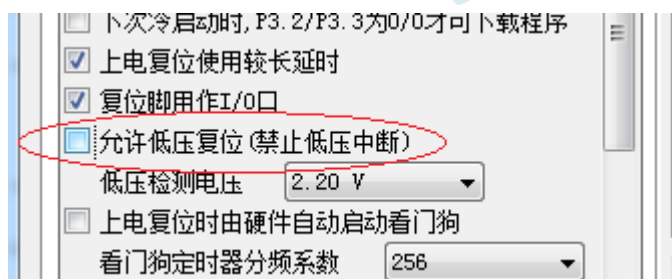 下次冷启动时,P3.2/P3.3为0/0才可下载程序
上电复位使用较长延时
复位脚用作I/O口
允许低压复位(禁止低压中断)
低压检测电压 2.20 V
上电复位时由硬件自动启动看门狗
看门狗定时器分频系数 256